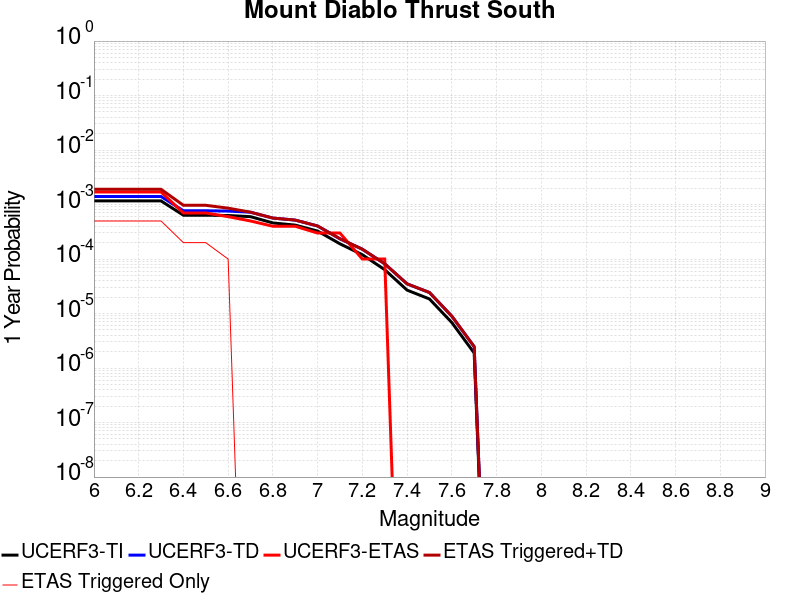 Mount Diablo Thrust South
10^0
10^-1
10^-2
10^-3
10^-4
10^-5
10^-6
10^-7
10^-8
1 Year Probability
6 6.2 6.4 6.6 6.8 7 7.2 7.4 7.6 7.8 8 8.2 8.4 8.6 8.8 9
Magnitude
UCERF3-TI UCERF3-TD UCERF3-ETAS ETAS Triggered+TD
ETAS Triggered Only